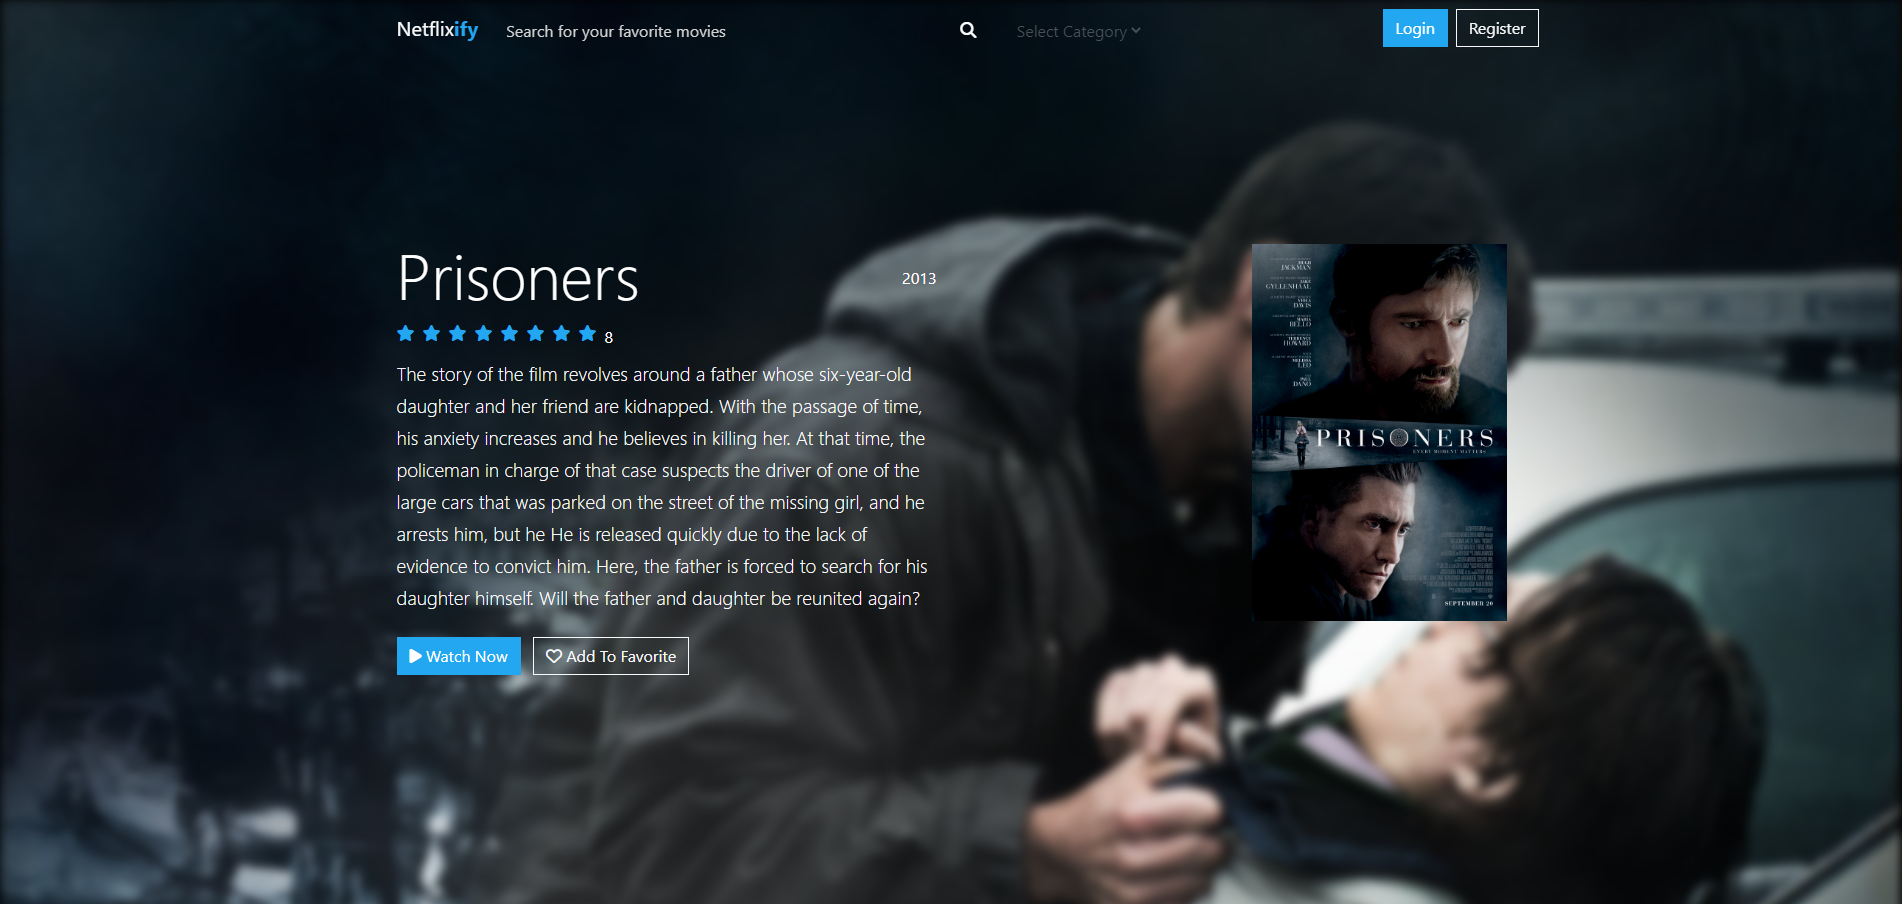 Netflixify
Search for your favorite movies
Select Category
Login
Register
Prisoners
2013
8
The story of the film revolves around a father whose six-year-old
daughter and her friend are kidnapped. With the passage of time,
his anxiety increases and he believes in killing her. At that time, the
policeman in charge of that case suspects the driver of one of the
large cars that was parked on the street of the missing girl, and he
arrests him, but he He is released quickly due to the lack of
evidence to convict him. Here, the father is forced to search for his
daughter himself. Will the father and daughter be reunited again?
Watch Now
Add To Favorite
JACKMAN
GYLLENHAAL
DAVIS
BELLO
HOWARD
LEO
DANO
PRISONERS
EVERY MOMENT MATTERS
SEPTEMBER 20